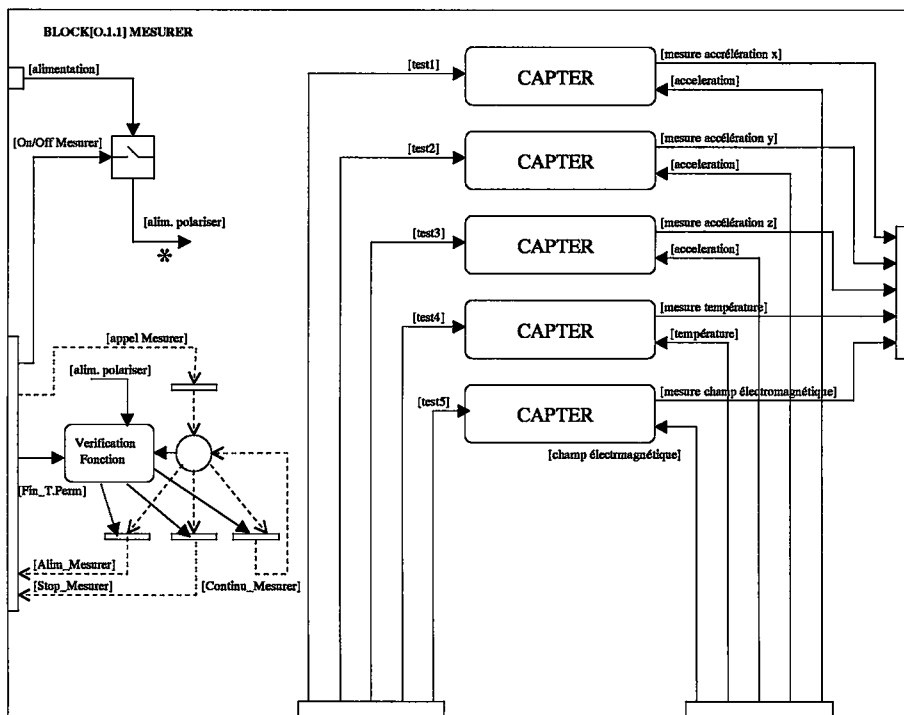 BLOCK[O.1.1] MESURER
[alimentation]
[On/Off Mesurer]
[alim. polariser]
*
[appel Mesurer]
[alim. polariser]
Verification
Fonction
[Fin_T.Perm]
[Alim_Mesurer]
[Stop_Mesurer]
[Continu_Mesurer]
[test1]
CAPTER
[mesure accrélération x]
[acceleration]
[test2]
CAPTER
[mesure accélération y]
[acceleration]
[test3]
CAPTER
[mesure accélération z]
[acceleration]
[test4]
CAPTER
[mesure température]
[température]
[test5]
CAPTER
[mesure champ électromagnétique]
[champ électrmagnétique]